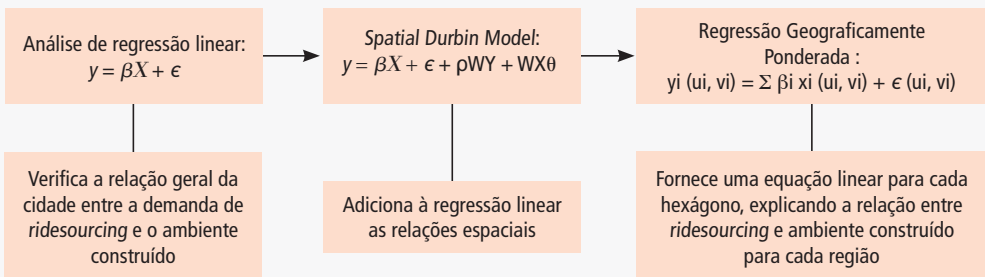 Análise de regressão linear:
y = βX + ϵ
Spatial Durbin Model:
y = βX + ϵ + ρWY + WXθ
Regressão Geograficamente
Ponderada :
yi (ui, vi) = Σ βi xi (ui, vi) + ϵ (ui, vi)
Verifica a relação geral da
cidade entre a demanda de
ridesourcing e o ambiente
construído
Adiciona à regressão linear
as relações espaciais
Fornece uma equação linear para cada
hexágono, explicando a relação entre
ridesourcing e ambiente construído
para cada região